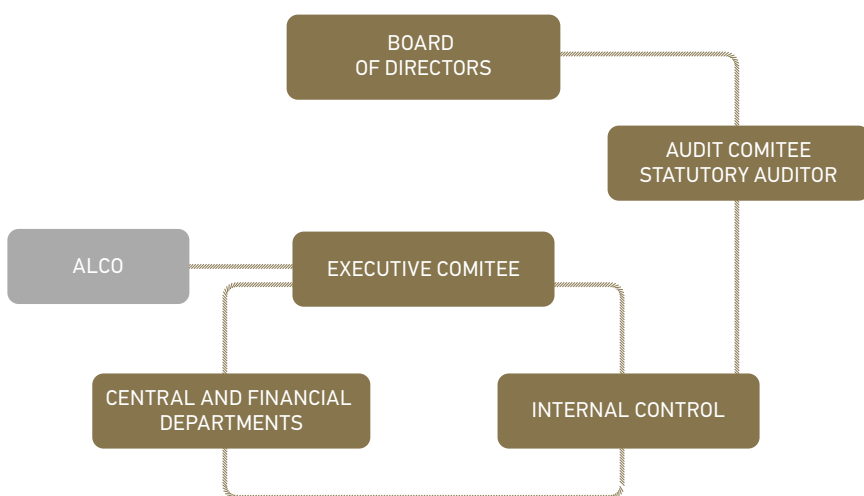 BOARD
OF DIRECTORS
AUDIT COMITEE
STATUTORY AUDITOR
ALCO
EXECUTIVE COMITEE
CENTRAL AND FINANCIAL
DEPARTMENTS
INTERNAL CONTROL